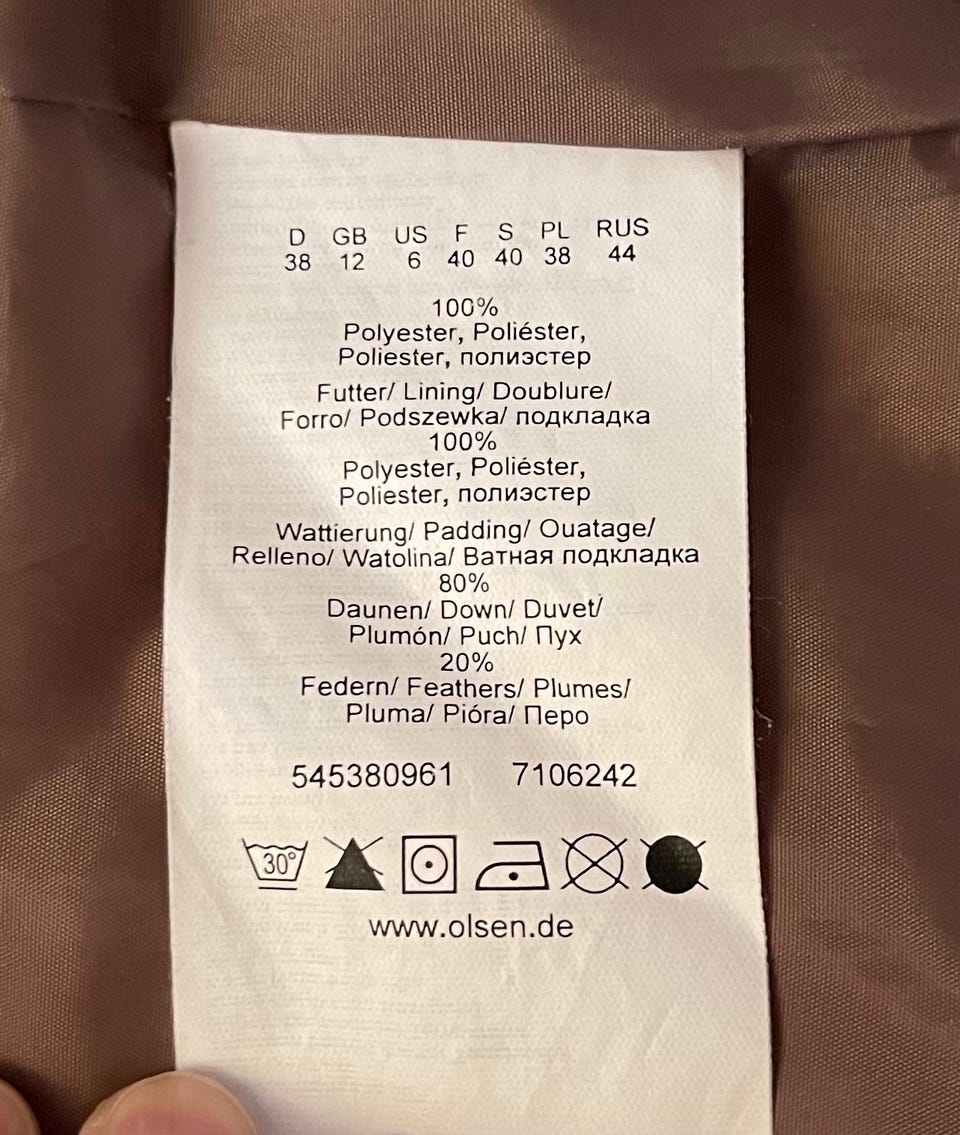 D GB US F S PL RUS
38 12 6 40 40 38 44
100%
Polyester, Poliéster,
Poliester, полиэстер
Futter/ Lining/ Doublure/
Forro/ Podszewka/ подкладка
100%
Polyester, Poliéster,
Poliester, полиэстер
Wattierung/ Padding/ Ouatage/
Relleno/ Watolina/ Ватная подкладка
80%
Daunen/ Down/ Duvet/
Plumón/ Puch/ Пух
20%
Federn/ Feathers/ Plumes/
Pluma/ Pióra/ Перо
545380961 7106242
30°
www.olsen.de